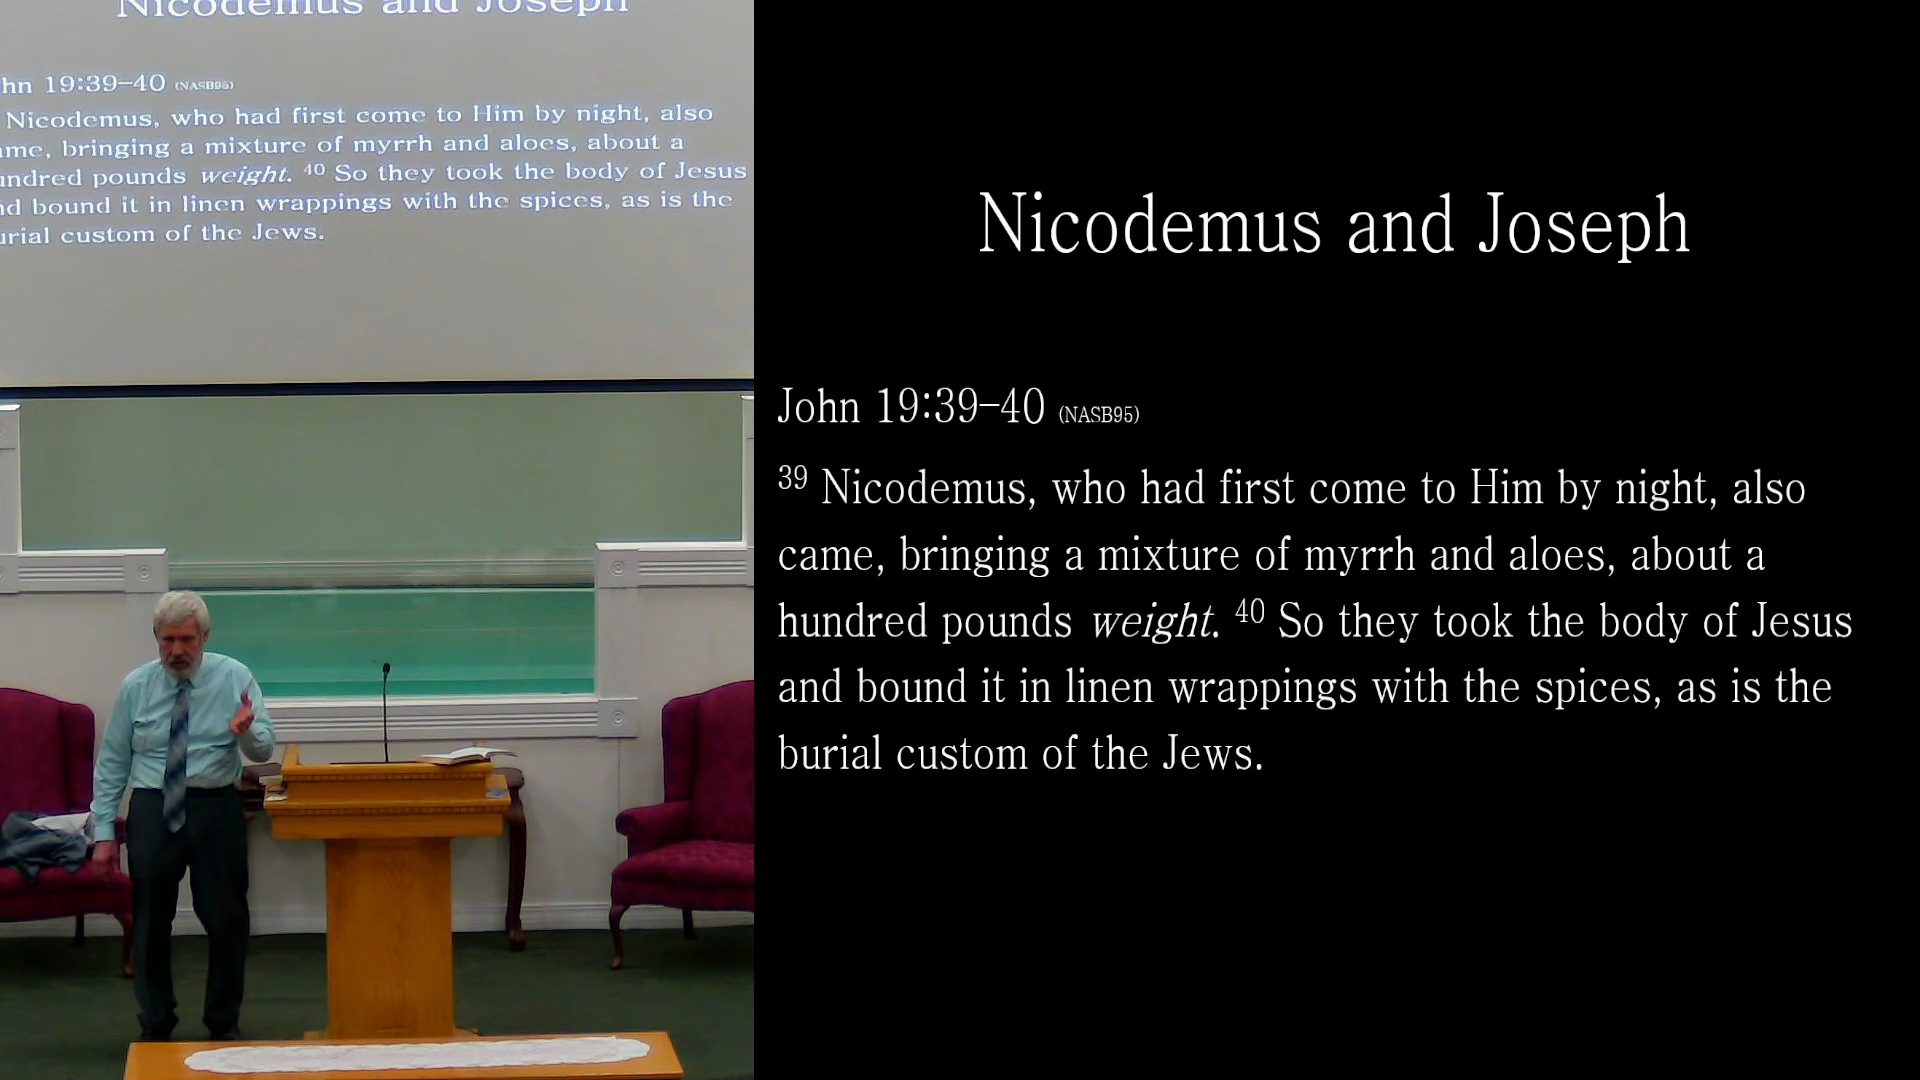 Nicodemus and Joseph
hn 19:39–40 (NASB95)
Nicodemus, who had first come to Him by night, also
ame, bringing a mixture of myrrh and aloes, about a
undred pounds weight. 40 So they took the body of Jesus
nd bound it in linen wrappings with the spices, as is the
urial custom of the Jews.
Nicodemus and Joseph
John 19:39–40 (NASB95)
39 Nicodemus, who had first come to Him by night, also
came, bringing a mixture of myrrh and aloes, about a
hundred pounds weight. 40 So they took the body of Jesus
and bound it in linen wrappings with the spices, as is the
burial custom of the Jews.